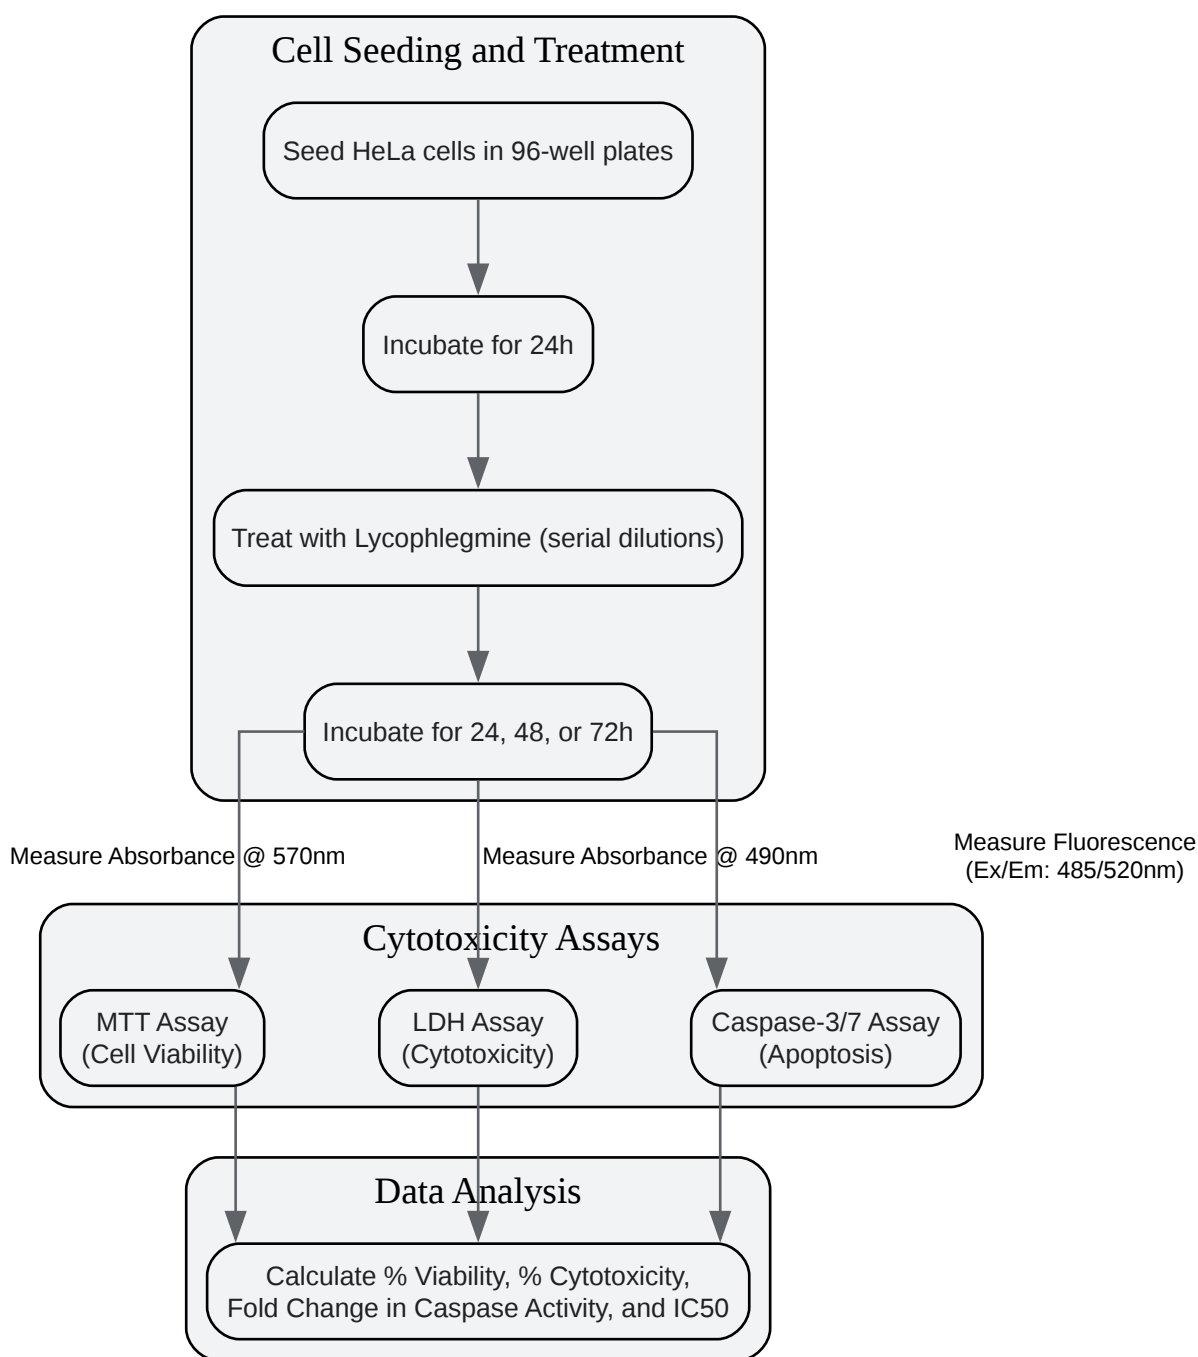 Cell Seeding and Treatment
Seed HeLa cells in 96-well plates
Incubate for 24h
Treat with Lycophlegmine (serial dilutions)
Incubate for 24, 48, or 72h
Measure Absorbance @ 570nm
Measure Absorbance @ 490nm
Measure Fluorescence
(Ex/Em: 485/520nm)
Cytotoxicity Assays
MTT Assay
(Cell Viability)
LDH Assay
(Cytotoxicity)
Caspase-3/7 Assay
(Apoptosis)
Data Analysis
Calculate % Viability, % Cytotoxicity,
Fold Change in Caspase Activity, and IC50